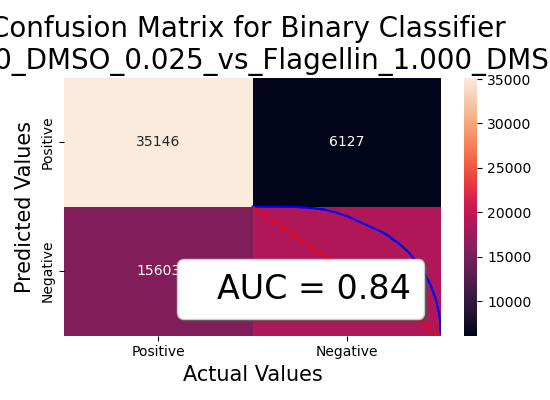 Confusion Matrix for Binary Classifier
0_DMSO_0.025_vs_Flagellin_1.000_DMS
35146
6127
15603
AUC = 0.84
Predicted Values
Positive
Negative
Positive
Negative
Actual Values
35000
30000
25000
20000
15000
10000